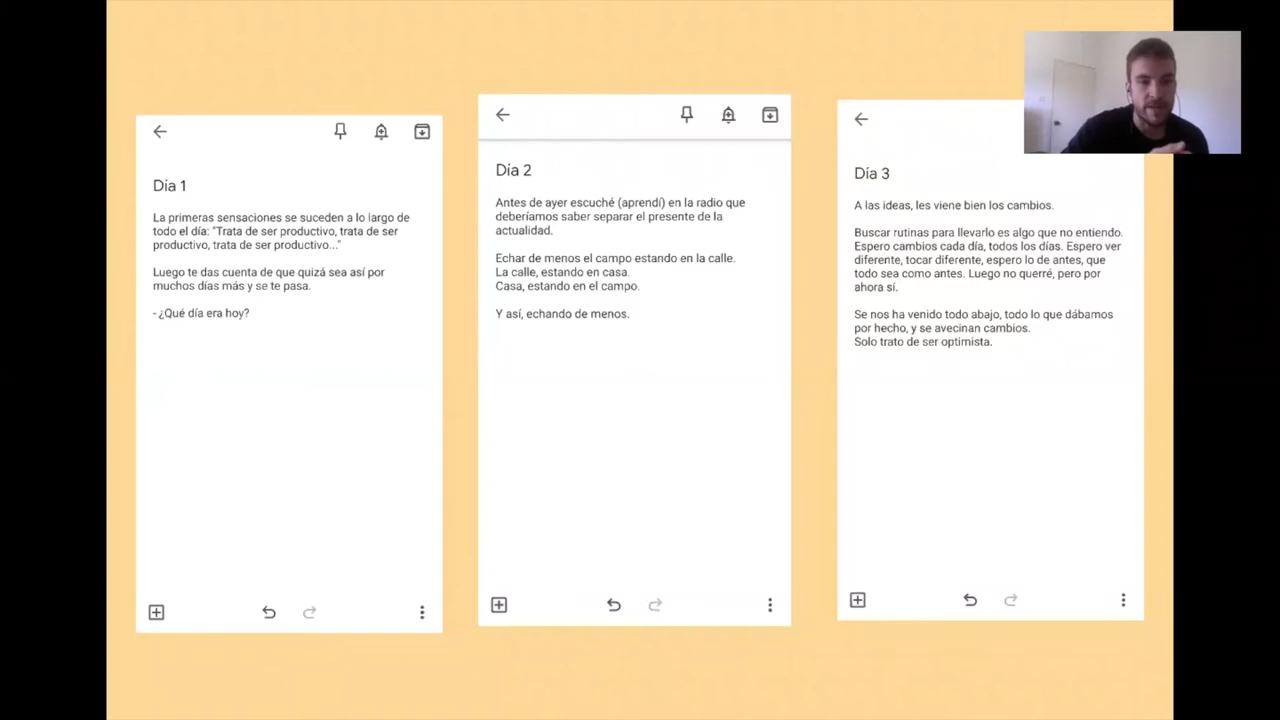 Día 1
La primeras sensaciones se suceden a lo largo de
todo el día: "Trata de ser productivo, trata de ser
productivo, trata de ser productivo..."
Luego te das cuenta de que quizá sea así por
muchos días más y se te pasa.
- ¿Qué día era hoy?
Día 2
Antes de ayer escuché (aprendí) en la radio que
deberíamos saber separar el presente de la
actualidad.
Echar de menos el campo estando en la calle.
La calle, estando en casa.
Casa, estando en el campo.
Y así, echando de menos.
Día 3
A las ideas, les viene bien los cambios.
Buscar rutinas para llevarlo es algo que no entiendo.
Espero cambios cada día, todos los días. Espero ver
diferente, tocar diferente, espero lo de antes, que
todo sea como antes. Luego no querré, pero por
ahora sí.
Se nos ha venido todo abajo, todo lo que dábamos
por hecho, y se avecinan cambios.
Solo trato de ser optimista.